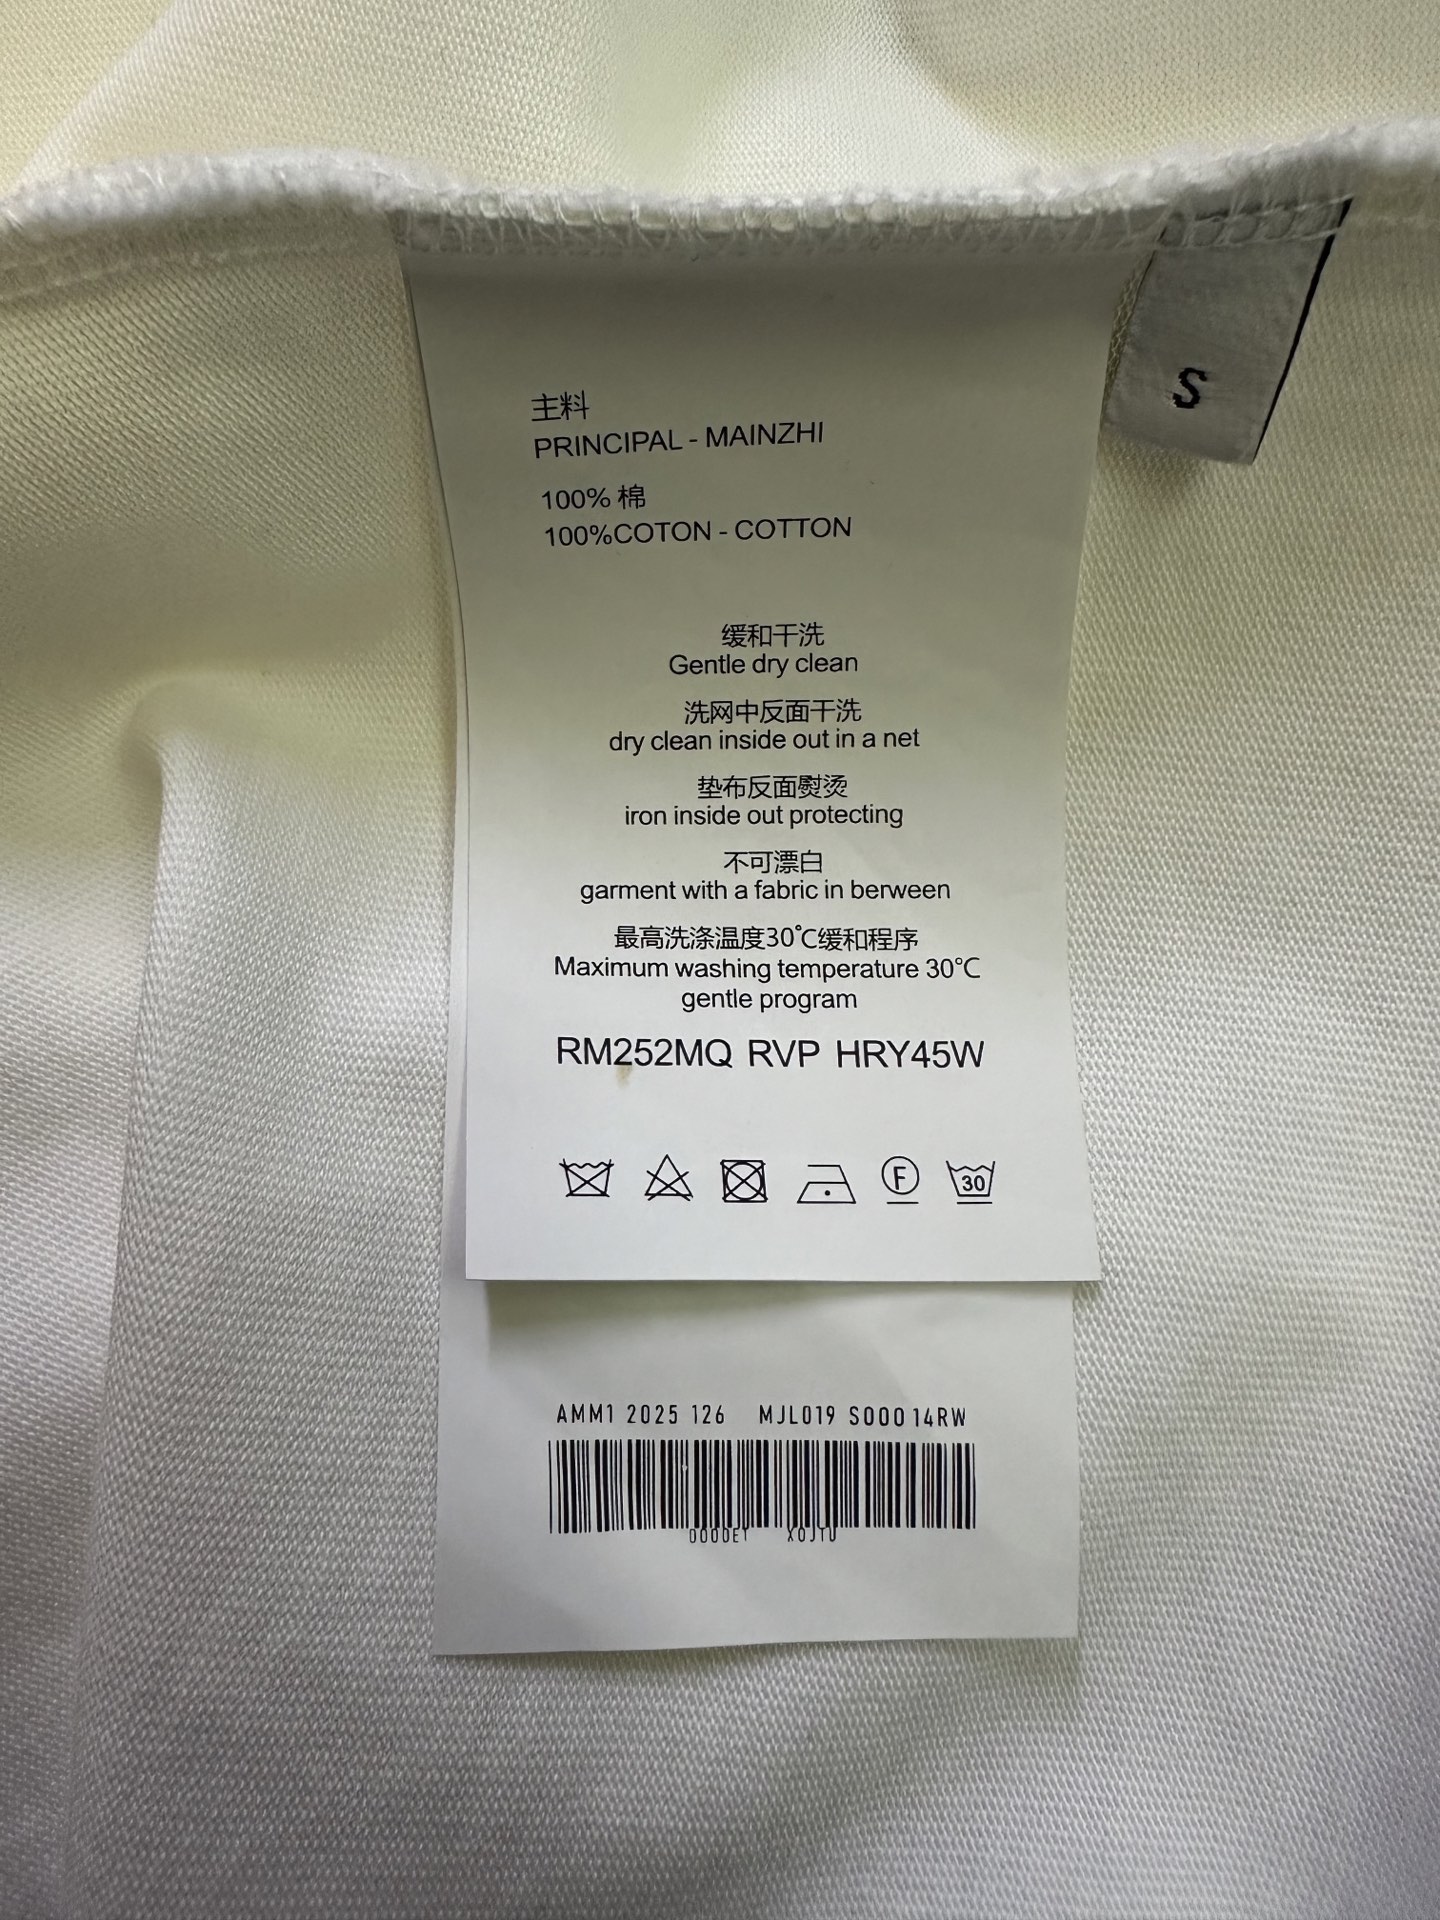 主料
PRINCIPAL - MAINZHI
100% 棉
100%COTON - COTTON
缓和干洗
Gentle dry clean
洗网中反面干洗
dry clean inside out in a net
垫布反面熨烫
iron inside out protecting
不可漂白
garment with a fabric in berween
最高洗涤温度30℃缓和程序
Maximum washing temperature 30℃
gentle program
RM252MQ RVP HRY45W
F
30
S
AMM1 2025 126 MJL019 S000 14RW
0000ET X0JTU